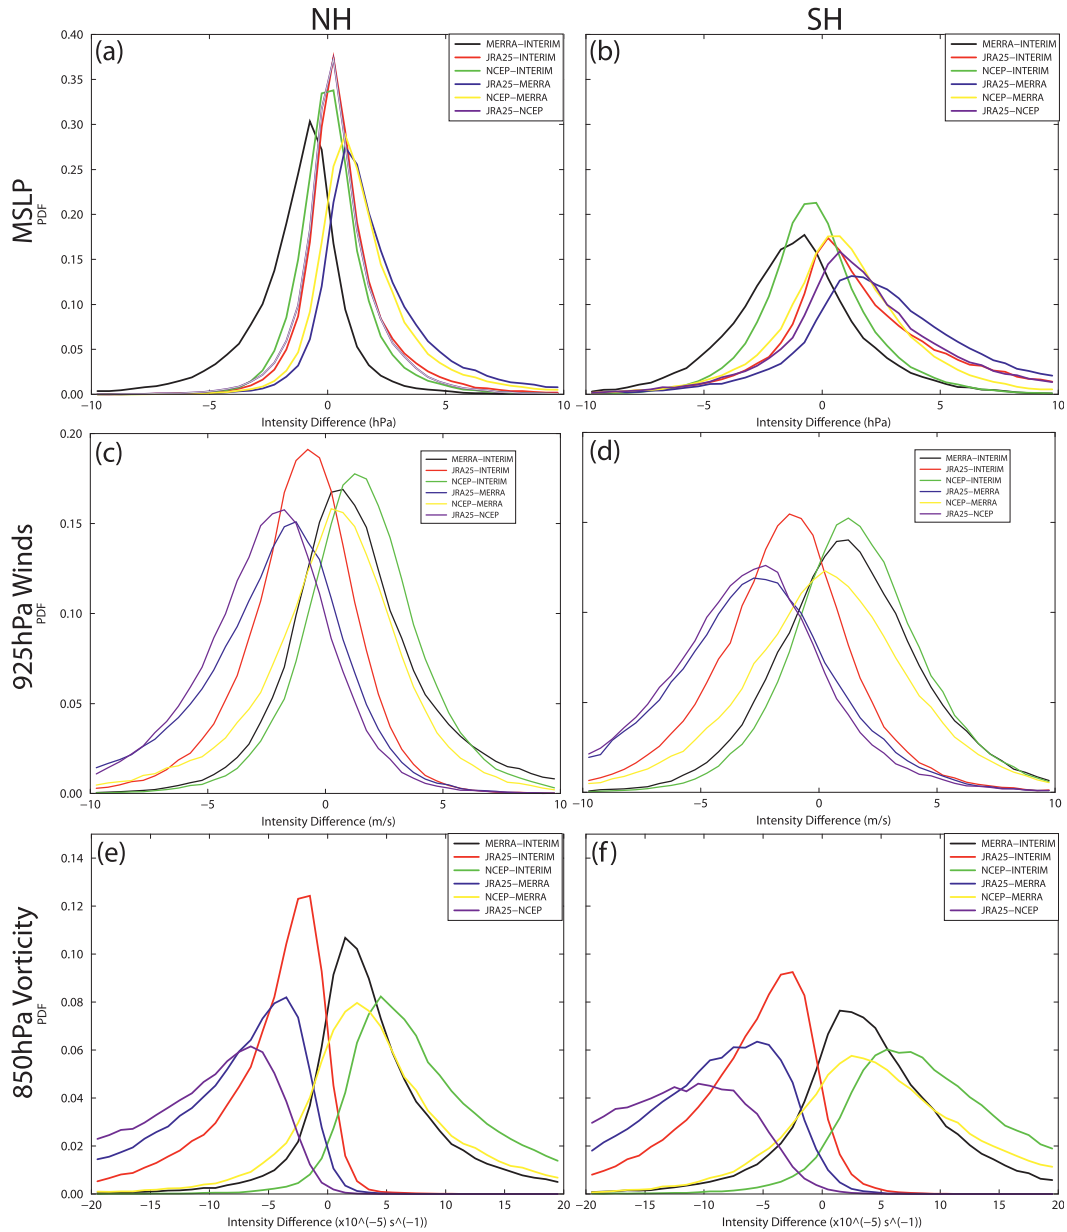 NH SH
MSLP
PDF
(a)
0.40
0.35
0.30
0.25
0.20
0.15
0.10
0.05
0.00
MERRA−INTERIM
JRA25−INTERIM
NCEP−INTERIM
JRA25−MERRA
NCEP−MERRA
JRA25−NCEP
−10 −5 0 5 10
Intensity Difference (hPa)
(b)
MERRA−INTERIM
JRA25−INTERIM
NCEP−INTERIM
JRA25−MERRA
NCEP−MERRA
JRA25−NCEP
−10 −5 0 5 10
Intensity Difference (hPa)
925hPa Winds
PDF
(c)
0.20
0.15
0.10
0.05
0.00
MERRA−INTERIM
JRA25−INTERIM
NCEP−INTERIM
JRA25−MERRA
NCEP−MERRA
JRA25−NCEP
−10 −5 0 5 10
Intensity Difference (m/s)
(d)
MERRA−INTERIM
JRA25−INTERIM
NCEP−INTERIM
JRA25−MERRA
NCEP−MERRA
JRA25−NCEP
−10 −5 0 5 10
Intensity Difference (m/s)
850hPa Vorticity
PDF
(e)
0.14
0.12
0.10
0.08
0.06
0.04
0.02
0.00
MERRA−INTERIM
JRA25−INTERIM
NCEP−INTERIM
JRA25−MERRA
NCEP−MERRA
JRA25−NCEP
−20 −15 −10 −5 0 5 10 15 20
Intensity Difference (x10^(−5) s^(−1))
(f)
MERRA−INTERIM
JRA25−INTERIM
NCEP−INTERIM
JRA25−MERRA
NCEP−MERRA
JRA25−NCEP
−20 −15 −10 −5 0 5 10 15 20
Intensity Difference (x10^(−5) s^(−1))